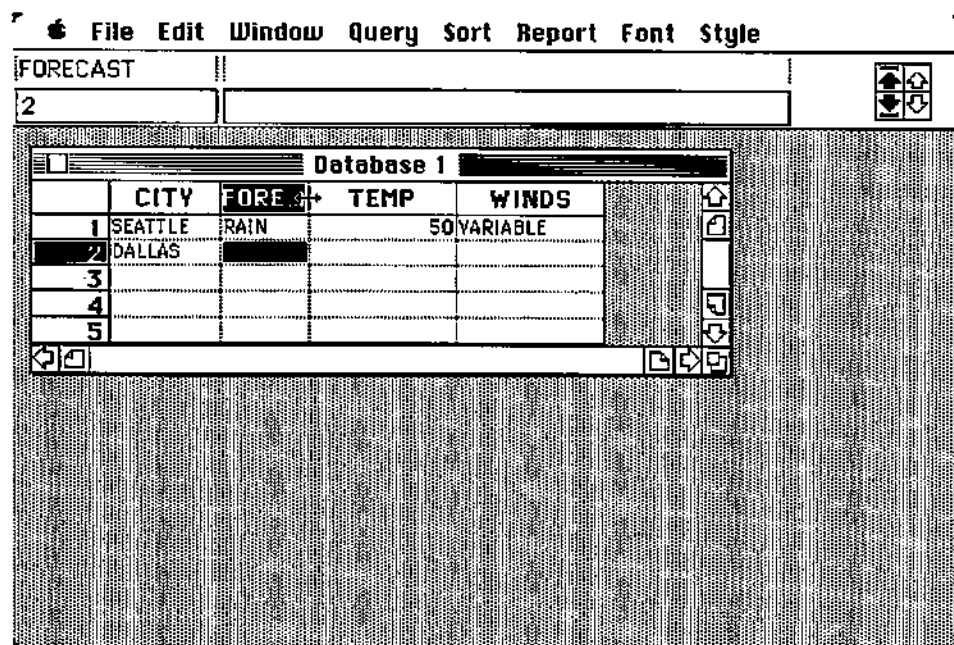 File Edit Window Query Sort Report Font Style
FORECAST
2
Database 1
CITY FORE TEMP WINDS
1 SEATTLE RAIN 50 VARIABLE
2 DALLAS
3
4
5